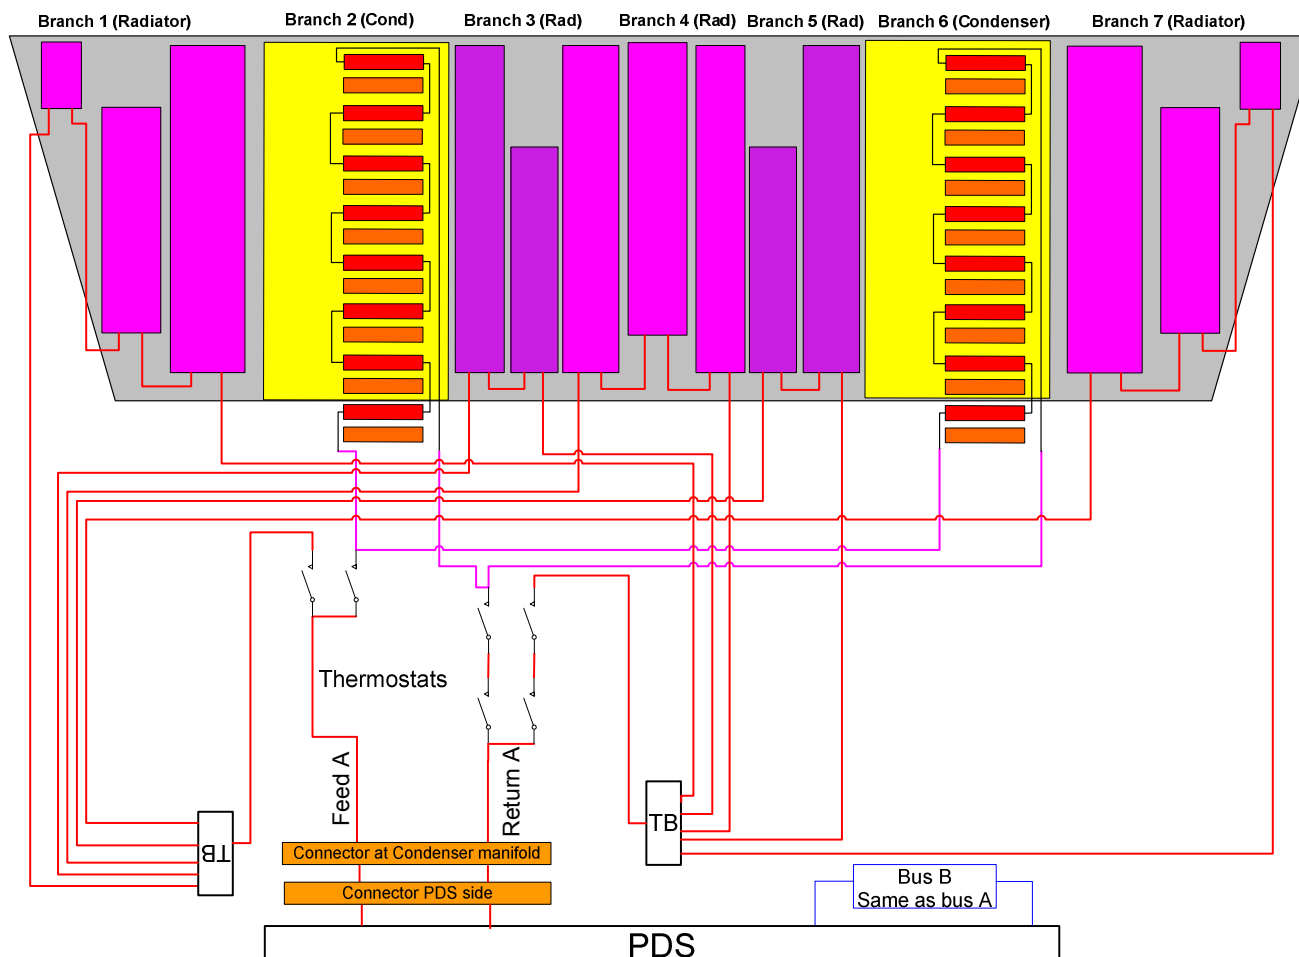 Branch 1 (Radiator)
Branch 2 (Cond)
Branch 3 (Rad)
Branch 4 (Rad)
Branch 5 (Rad)
Branch 6 (Condenser)
Branch 7 (Radiator)
Thermostats
Feed A
Return A
TB
TB
Connector at Condenser manifold
Connector PDS side
Bus B
Same as bus A
PDS